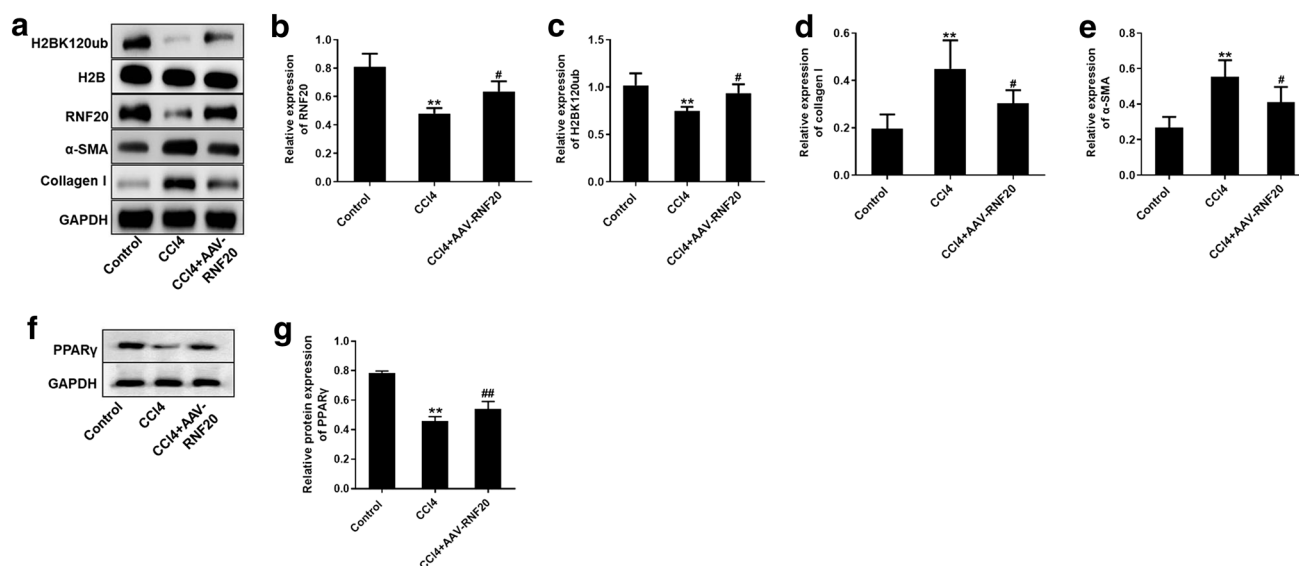 a
H2BK120ub
H2B
RNF20
α-SMA
Collagen I
GAPDH
Control
CCl4
CCl4+AAV-
RNF20
b
Relative expression
of RNF20
1.0
0.8
0.6
0.4
0.2
0.0
**
#
Control
CCl4
CCl4+AAV-RNF20
c
Relative expression
of H2BK120ub
1.5
1.0
0.5
0.0
**
#
Control
CCl4
CCl4+AAV-RNF20
d
Relative expression
of collagen I
0.6
0.4
0.2
0.0
**
#
Control
CCl4
CCl4+AAV-RNF20
e
Relative expression
of α-SMA
0.8
0.6
0.4
0.2
0.0
**
#
Control
CCl4
CCl4+AAV-RNF20
f
PPARγ
GAPDH
Control
CCl4
CCl4+AAV-
RNF20
g
Relative protein expression
of PPARγ
1.0
0.8
0.6
0.4
0.2
0.0
**
##
Control
CCl4
CCl4+AAV-RNF20